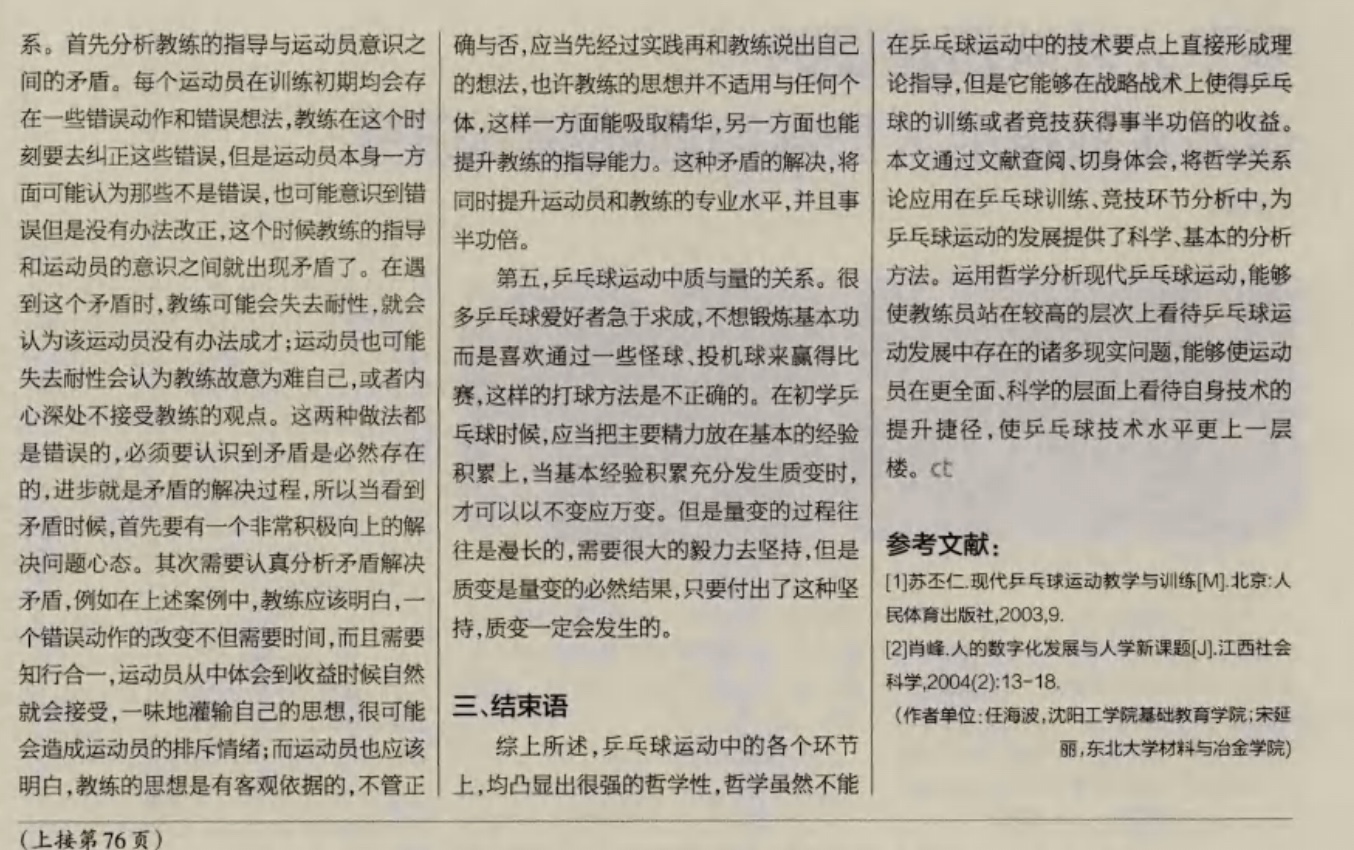 系。首先分析教练的指导与运动员意识之
间的矛盾。每个运动员在训练初期均会存
在一些错误动作和错误想法,教练在这个时
刻要去纠正这些错误,但是运动员本身一方
面可能认为那些不是错误,也可能意识到错
误但是没有办法改正,这个时候教练的指导
和运动员的意识之间就出现矛盾了。在遇
到这个矛盾时,教练可能会失去耐性,就会
认为该运动员没有办法成才;运动员也可能
失去耐性会认为教练故意为难自己,或者内
心深处不接受教练的观点。这两种做法都
是错误的,必须要认识到矛盾是必然存在
的,进步就是矛盾的解决过程,所以当看到
矛盾时候,首先要有一个非常积极向上的解
决问题心态。其次需要认真分析矛盾解决
矛盾,例如在上述案例中,教练应该明白,一
个错误动作的改变不但需要时间,而且需要
知行合一,运动员从中体会到收益时候自然
就会接受,一味地灌输自己的思想,很可能
会造成运动员的排斥情绪;而运动员也应该
明白,教练的思想是有客观依据的,不管正
确与否,应当先经过实践再和教练说出自己
的想法,也许教练的思想并不适用与任何个
体,这样一方面能吸取精华,另一方面也能
提升教练的指导能力。这种矛盾的解决,将
同时提升运动员和教练的专业水平,并且事
半功倍。
第五,乒乓球运动中质与量的关系。很
多乒乓球爱好者急于求成,不想锻炼基本功
而是喜欢通过一些怪球、投机球来赢得比
赛,这样的打球方法是不正确的。在初学乒
乓球时候,应当把主要精力放在基本的经验
积累上,当基本经验积累充分发生质变时,
才可以以不变应万变。但是量变的过程往
往是漫长的,需要很大的毅力去坚持,但是
质变是量变的必然结果,只要付出了这种坚
持,质变一定会发生的。
三、结束语
综上所述,乒乓球运动中的各个环节
上,均凸显出很强的哲学性,哲学虽然不能
在乒乓球运动中的技术要点上直接形成理
论指导,但是它能够在战略战术上使得乒乓
球的训练或者竞技获得事半功倍的收益。
本文通过文献查阅、切身体会,将哲学关系
论应用在乒乓球训练、竞技环节分析中,为
乒乓球运动的发展提供了科学、基本的分析
方法。运用哲学分析现代乒乓球运动,能够
使教练员站在较高的层次上看待乒乓球运
动发展中存在的诸多现实问题,能够使运动
员在更全面、科学的层面上看待自身技术的
提升捷径,使乒乓球技术水平更上一层
楼。ct
参考文献:
[1]苏丕仁.现代乒乓球运动教学与训练[M].北京:人
民体育出版社,2003,9.
[2]肖峰.人的数字化发展与人学新课题[J].江西社会
科学,2004(2):13-18.
(作者单位:任海波,沈阳工学院基础教育学院;宋延
丽,东北大学材料与冶金学院)
(上接第76页)